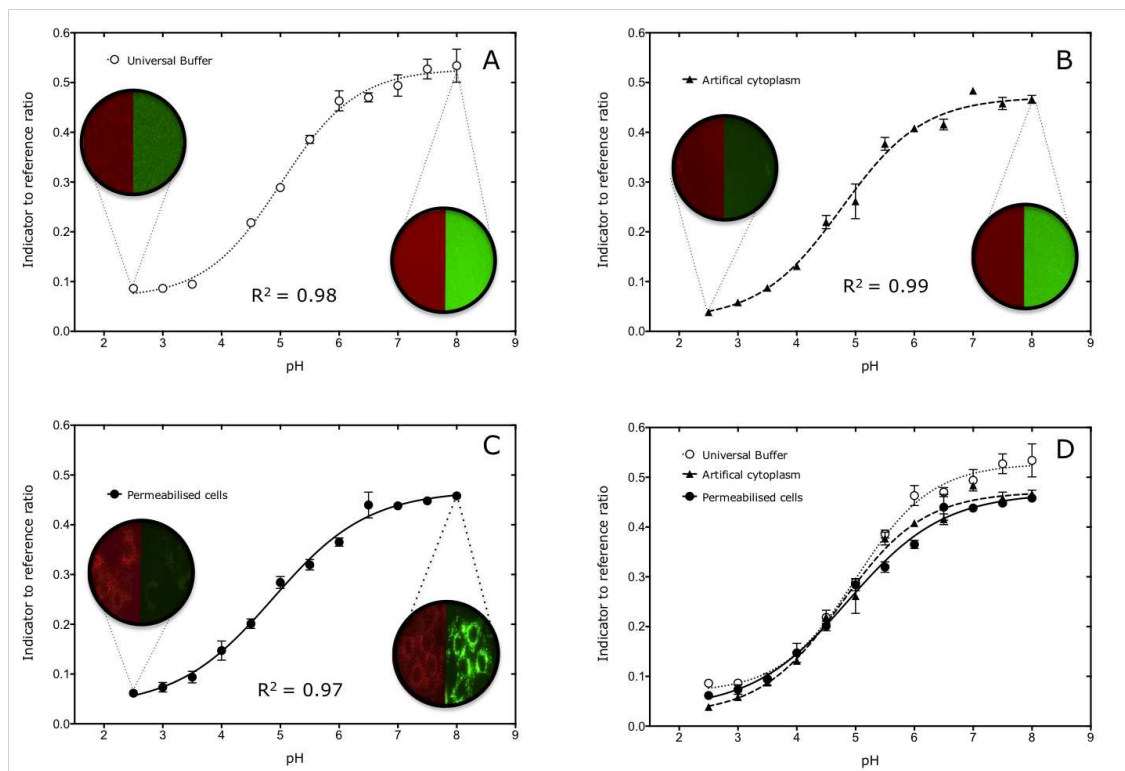 A
Universal Buffer
Indicator to reference ratio
0.6
0.5
0.4
0.3
0.2
0.1
0.0
R² = 0.98
2 3 4 5 6 7 8 9
pH
B
Artifical cytoplasm
Indicator to reference ratio
0.6
0.5
0.4
0.3
0.2
0.1
0.0
R² = 0.99
2 3 4 5 6 7 8 9
pH
C
Permeabilised cells
Indicator to reference ratio
0.6
0.5
0.4
0.3
0.2
0.1
0.0
R² = 0.97
2 3 4 5 6 7 8 9
pH
D
Universal Buffer
Artifical cytoplasm
Permeabilised cells
Indicator to reference ratio
0.6
0.5
0.4
0.3
0.2
0.1
0.0
2 3 4 5 6 7 8 9
pH